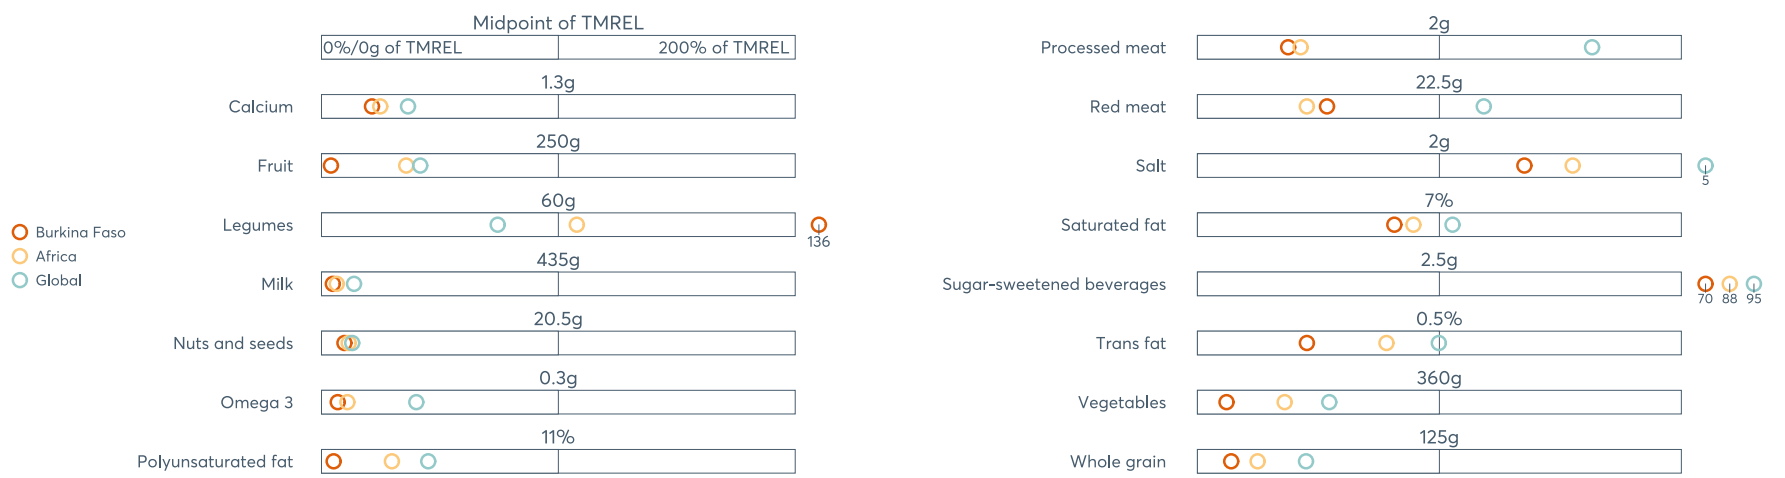 Midpoint of TMREL
0%/0g of TMREL 200% of TMREL
1.3g
Calcium
250g
Fruit
60g
Legumes
136
435g
Milk
20.5g
Nuts and seeds
0.3g
Omega 3
11%
Polyunsaturated fat
Burkina Faso
Africa
Global
2g
Processed meat
22.5g
Red meat
2g
Salt
5
7%
Saturated fat
2.5g
Sugar-sweetened beverages
70 88 95
0.5%
Trans fat
360g
Vegetables
125g
Whole grain